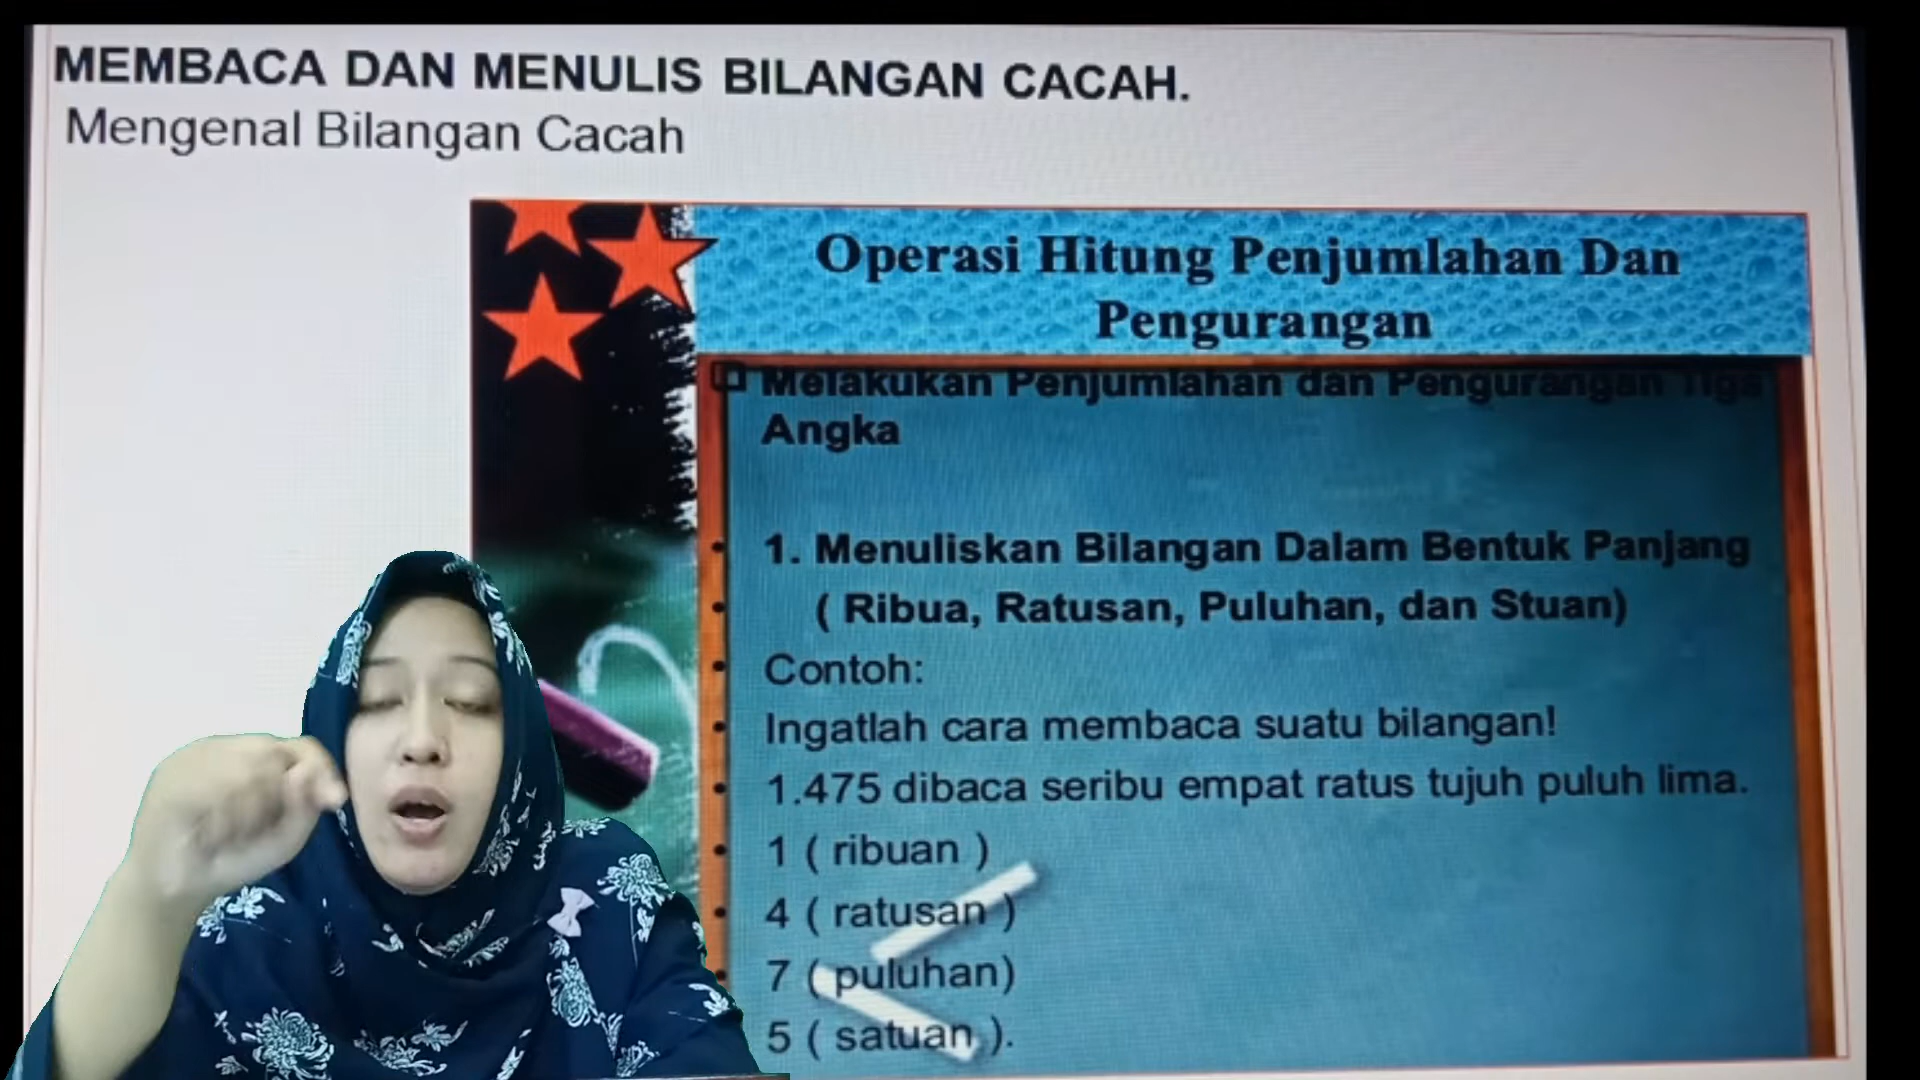 MEMBACA DAN MENULIS BILANGAN CACAH.
Mengenal Bilangan Cacah
Operasi Hitung Penjumlahan Dan
Pengurangan
Melakukan Penjumlahan dan Pengurangan Tiga
Angka
1. Menuliskan Bilangan Dalam Bentuk Panjang
( Ribua, Ratusan, Puluhan, dan Stuan)
Contoh:
Ingatlah cara membaca suatu bilangan!
1.475 dibaca seribu empat ratus tujuh puluh lima.
1 ( ribuan )
4 ( ratusan )
7 ( puluhan)
5 ( satuan ).